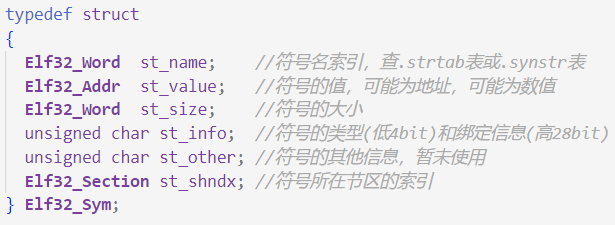 typedef struct
{
Elf32_Word st_name; //符号名索引，查.strtab表或.synstr表
Elf32_Addr st_value; //符号的值，可能为地址，可能为数值
Elf32_Word st_size; //符号的大小
unsigned char st_info; //符号的类型(低4bit)和绑定信息(高28bit)
unsigned char st_other; //符号的其他信息，暂未使用
Elf32_Section st_shndx; //符号所在节区的索引
} Elf32_Sym;